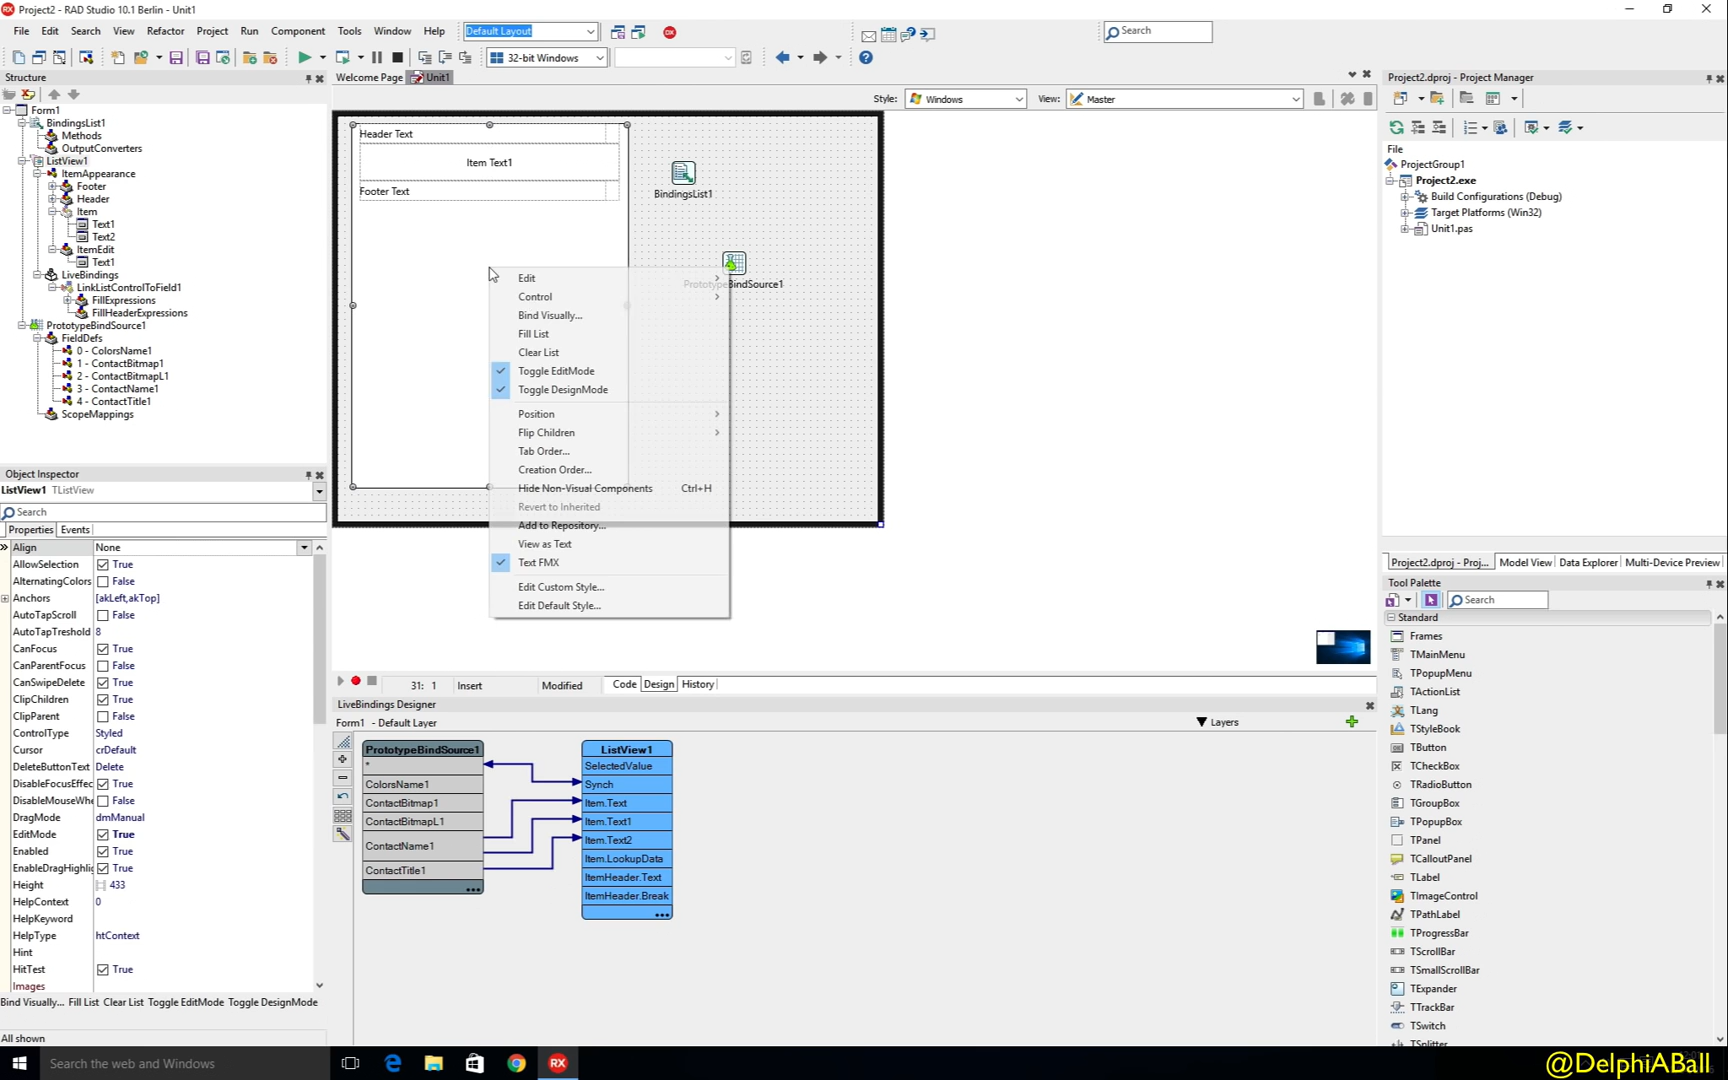 Project2 - RAD Studio 10.1 Berlin - Unit1
File Edit Search View Refactor Project Run Component Tools Window Help Default Layout
Search
32-bit Windows
Structure
Welcome Page Unit1
Project2.dproj - Project Manager
Style: Windows View: Master
Form1
BindingsList1
Methods
OutputConverters
ListView1
ItemAppearance
Footer
Header
Item
Text1
Text2
ItemEdit
Text1
LiveBindings
LinkListControlToField1
FillExpressions
FillHeaderExpressions
PrototypeBindSource1
FieldDefs
0 - ColorsName1
1 - ContactBitmap1
2 - ContactBitmapL1
3 - ContactName1
4 - ContactTitle1
ScopeMappings
Header Text
Item Text1
Footer Text
BindingsList1
PrototypeBindSource1
Edit
Control
Bind Visually...
Fill List
Clear List
Toggle EditMode
Toggle DesignMode
Position
Flip Children
Tab Order...
Creation Order...
Hide Non-Visual Components Ctrl+H
Revert to Inherited
Add to Repository...
View as Text
Text FMX
Edit Custom Style...
Edit Default Style...
File
ProjectGroup1
Project2.exe
Build Configurations (Debug)
Target Platforms (Win32)
Unit1.pas
Object Inspector
ListView1 TListView
Search
Properties Events
Align None
AllowSelection True
AlternatingColors False
Anchors [akLeft,akTop]
AutoTapScroll False
AutoTapTreshold 8
CanFocus True
CanParentFocus False
CanSwipeDelete True
ClipChildren True
ClipParent False
ControlType Styled
Cursor crDefault
DeleteButtonText Delete
DisableFocusEffec True
DisableMouseWhe False
DragMode dmManual
EditMode True
Enabled True
EnableDragHighlig True
Height 433
HelpContext 0
HelpKeyword
HelpType htContext
Hint
HitTest True
Images
Bind Visually... Fill List Clear List Toggle EditMode Toggle DesignMode
All shown
31: 1 Insert Modified Code Design History
LiveBindings Designer
Form1 - Default Layer
Layers
PrototypeBindSource1
*
ColorsName1
ContactBitmap1
ContactBitmapL1
ContactName1
ContactTitle1
ListView1
SelectedValue
Synch
Item.Text
Item.Text1
Item.Text2
Item.LookupData
ItemHeader.Text
ItemHeader.Break
Project2.dproj - Proj... Model View Data Explorer Multi-Device Preview
Tool Palette
Search
Standard
Frames
TMainMenu
TPopupMenu
TActionList
TLang
TStyleBook
TButton
TCheckBox
TRadioButton
TGroupBox
TPopupBox
TPanel
TCalloutPanel
TLabel
TImageControl
TPathLabel
TProgressBar
TScrollBar
TSmallScrollBar
TExpander
TTrackBar
TSwitch
TSplitter
Search the web and Windows
@DelphiABall